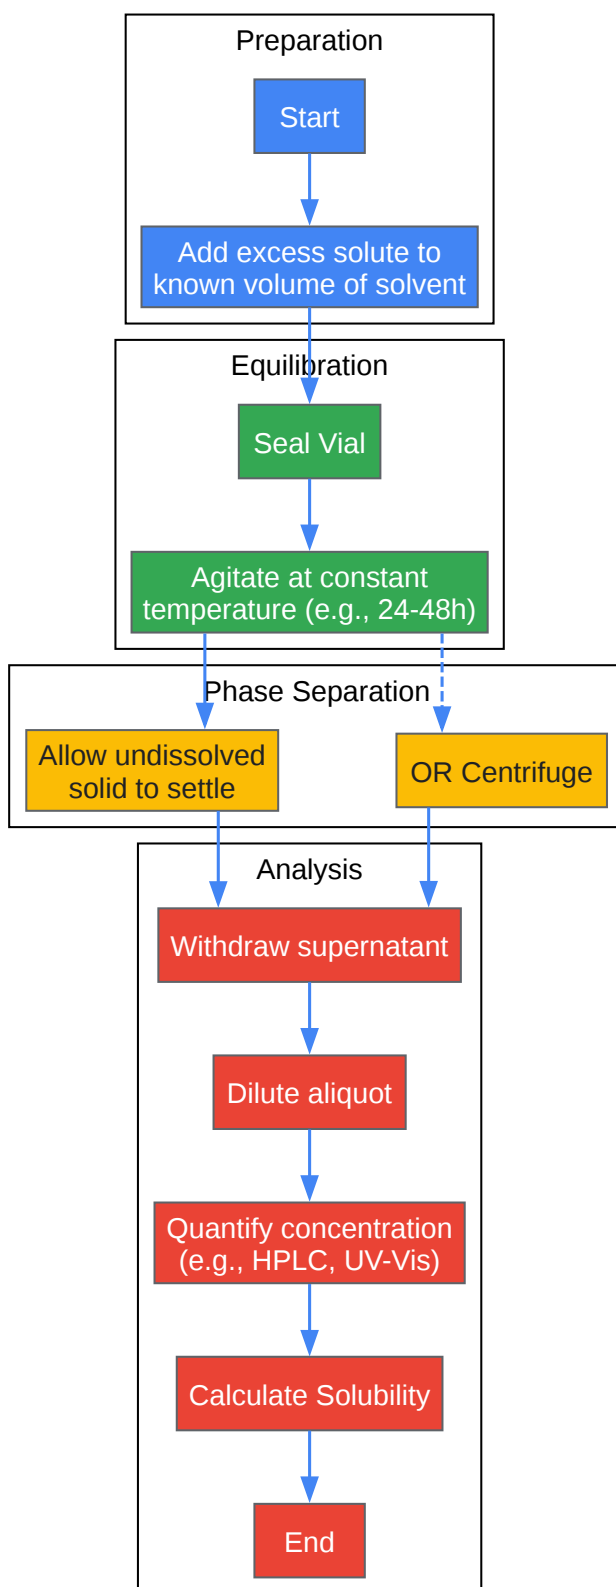 Preparation
Start
Add excess solute to
known volume of solvent
Equilibration
Seal Vial
Agitate at constant
temperature (e.g., 24-48h)
Phase Separation
Allow undissolved
solid to settle
OR Centrifuge
Analysis
Withdraw supernatant
Dilute aliquot
Quantify concentration
(e.g., HPLC, UV-Vis)
Calculate Solubility
End